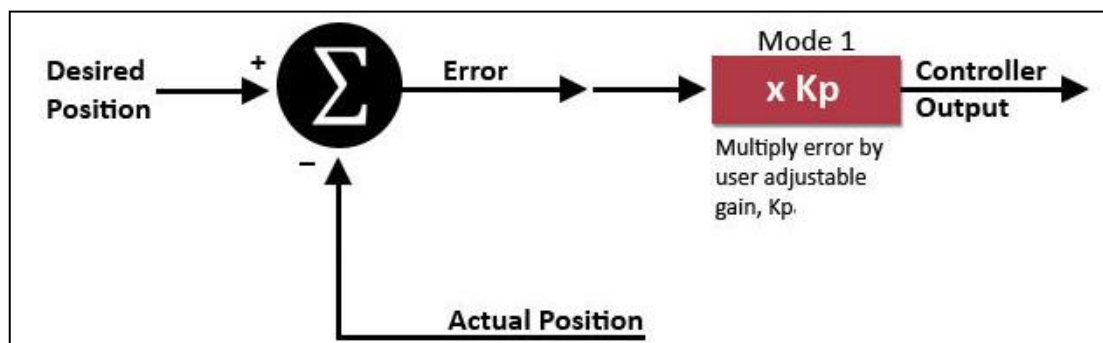 Mode 1
Desired
Position
+
Σ
Error
x Kp
Controller
Output
−
Multiply error by
user adjustable
gain, Kp.
Actual Position